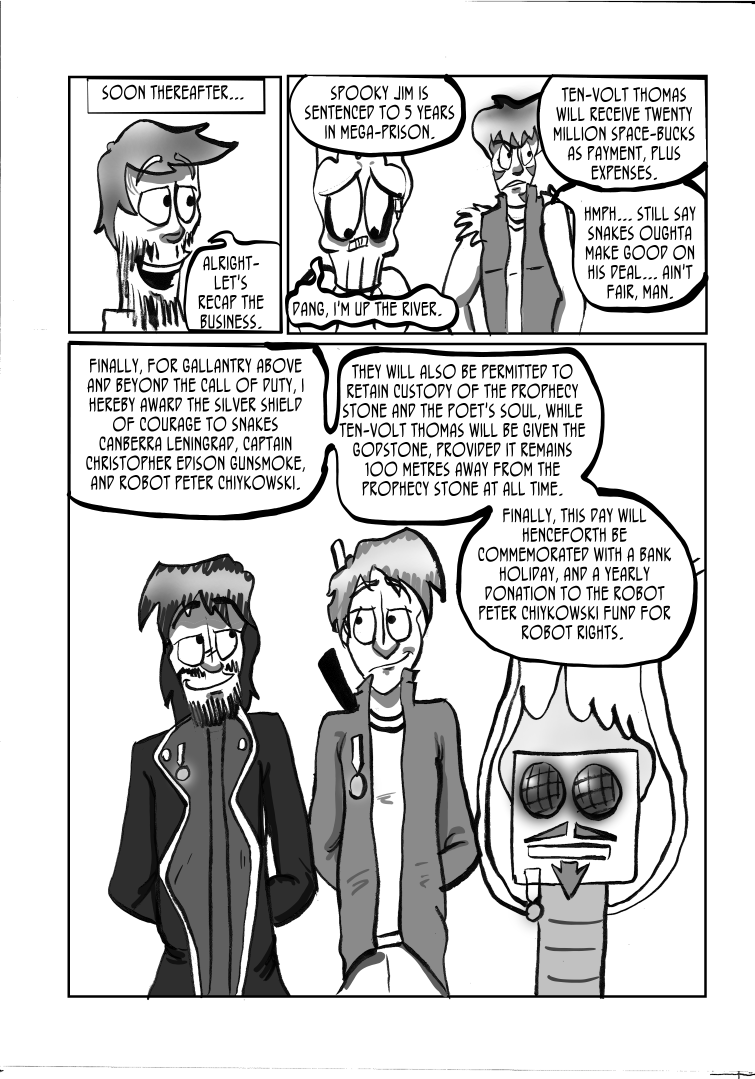 SOON THEREAFTER...
ALRIGHT-
LET'S
RECAP THE
BUSINESS.
SPOOKY JIM IS
SENTENCED TO 5 YEARS
IN MEGA-PRISON.
DANG, I'M UP THE RIVER.
TEN-VOLT THOMAS
WILL RECEIVE TWENTY
MILLION SPACE-BUCKS
AS PAYMENT, PLUS
EXPENSES.
HMPH... STILL SAY
SNAKES OUGHTA
MAKE GOOD ON
HIS DEAL... AIN'T
FAIR, MAN.
FINALLY, FOR GALLANTRY ABOVE
AND BEYOND THE CALL OF DUTY, I
HEREBY AWARD THE SILVER SHIELD
OF COURAGE TO SNAKES
CANBERRA LENINGRAD, CAPTAIN
CHRISTOPHER EDISON GUNSMOKE,
AND ROBOT PETER CHIYKOWSKI.
THEY WILL ALSO BE PERMITTED TO
RETAIN CUSTODY OF THE PROPHECY
STONE AND THE POET'S SOUL, WHILE
TEN-VOLT THOMAS WILL BE GIVEN THE
GODSTONE, PROVIDED IT REMAINS
100 METRES AWAY FROM THE
PROPHECY STONE AT ALL TIME.
FINALLY, THIS DAY WILL
HENCEFORTH BE
COMMEMORATED WITH A BANK
HOLIDAY, AND A YEARLY
DONATION TO THE ROBOT
PETER CHIYKOWSKI FUND FOR
ROBOT RIGHTS.